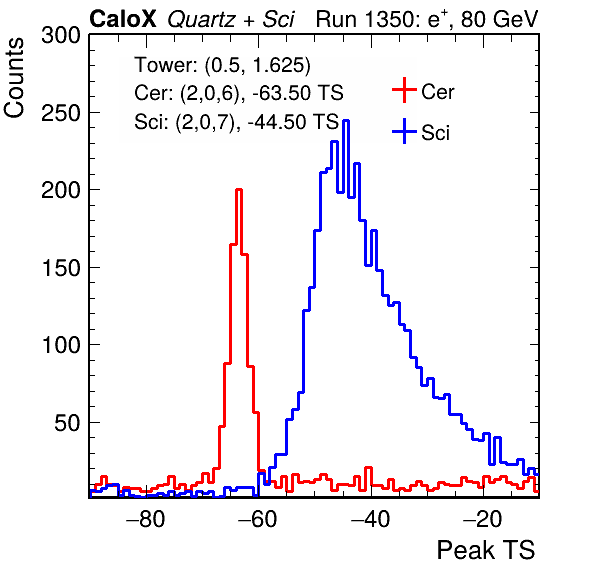 CaloX Quartz + Sci Run 1350: e⁺, 80 GeV
Counts
300
250
200
150
100
50
Tower: (0.5, 1.625)
Cer: (2,0,6), -63.50 TS
Sci: (2,0,7), -44.50 TS
Cer
Sci
−80 −60 −40 −20
Peak TS